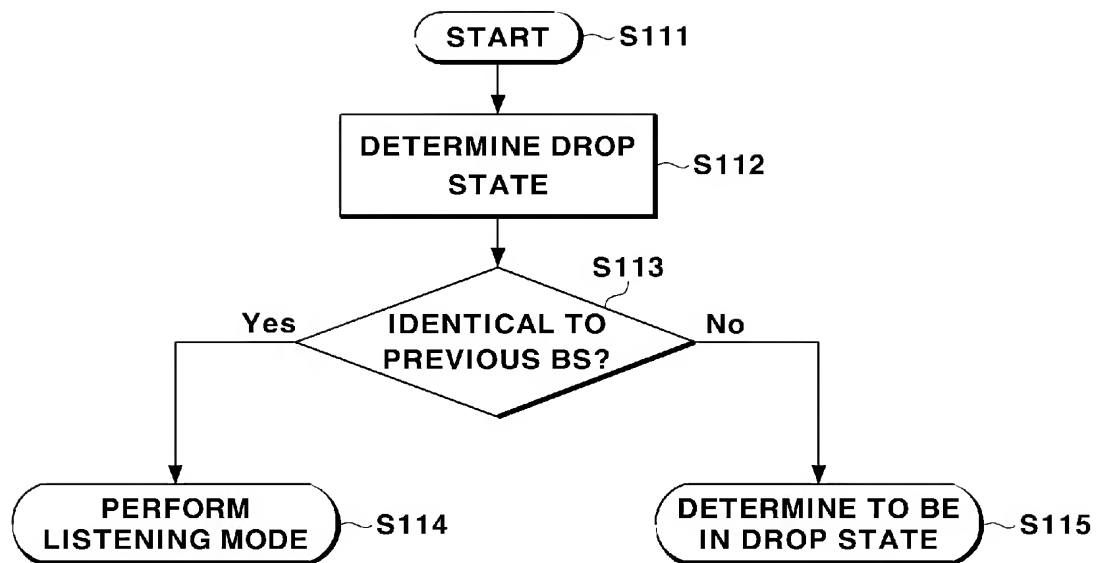 START
S111
DETERMINE DROP
STATE
S112
S113
Yes
IDENTICAL TO
PREVIOUS BS?
No
PERFORM
LISTENING MODE
S114
DETERMINE TO BE
IN DROP STATE
S115